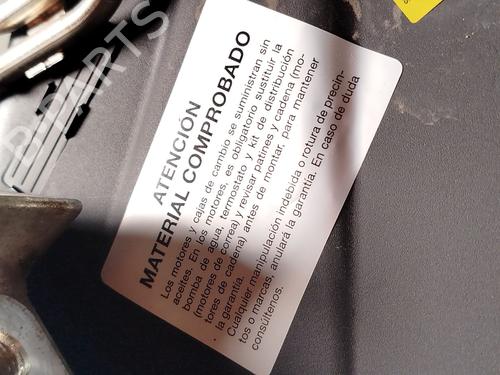 ATENCIÓN
MATERIAL COMPROBADO
Los motores y cajas de cambio se suministran sin
aceites. En los motores, es obligatorio sustituir la
bomba de agua, termostato y kit de distribución
(motores de correa) y revisar patines y cadena (mo-
tores de cadena) antes de montar, para mantener
la garantía.
Cualquier manipulación indebida o rotura de precin-
tos o marcas, anulará la garantía. En caso de duda
consúltenos.
B-PARTS